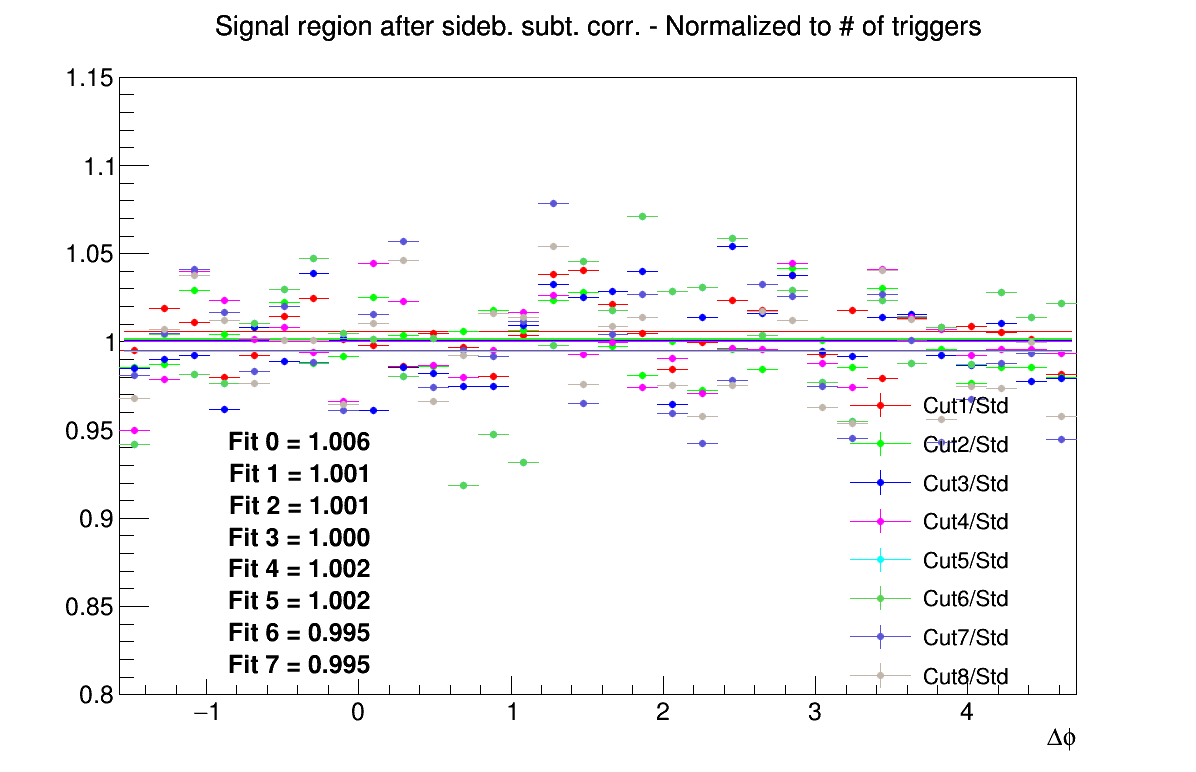 Signal region after sideb. subt. corr. - Normalized to # of triggers
1.15
1.1
1.05
1
0.95
0.9
0.85
0.8
Fit 0 = 1.006
Fit 1 = 1.001
Fit 2 = 1.001
Fit 3 = 1.000
Fit 4 = 1.002
Fit 5 = 1.002
Fit 6 = 0.995
Fit 7 = 0.995
Cut1/Std
Cut2/Std
Cut3/Std
Cut4/Std
Cut5/Std
Cut6/Std
Cut7/Std
Cut8/Std
−1 0 1 2 3 4
Δϕ